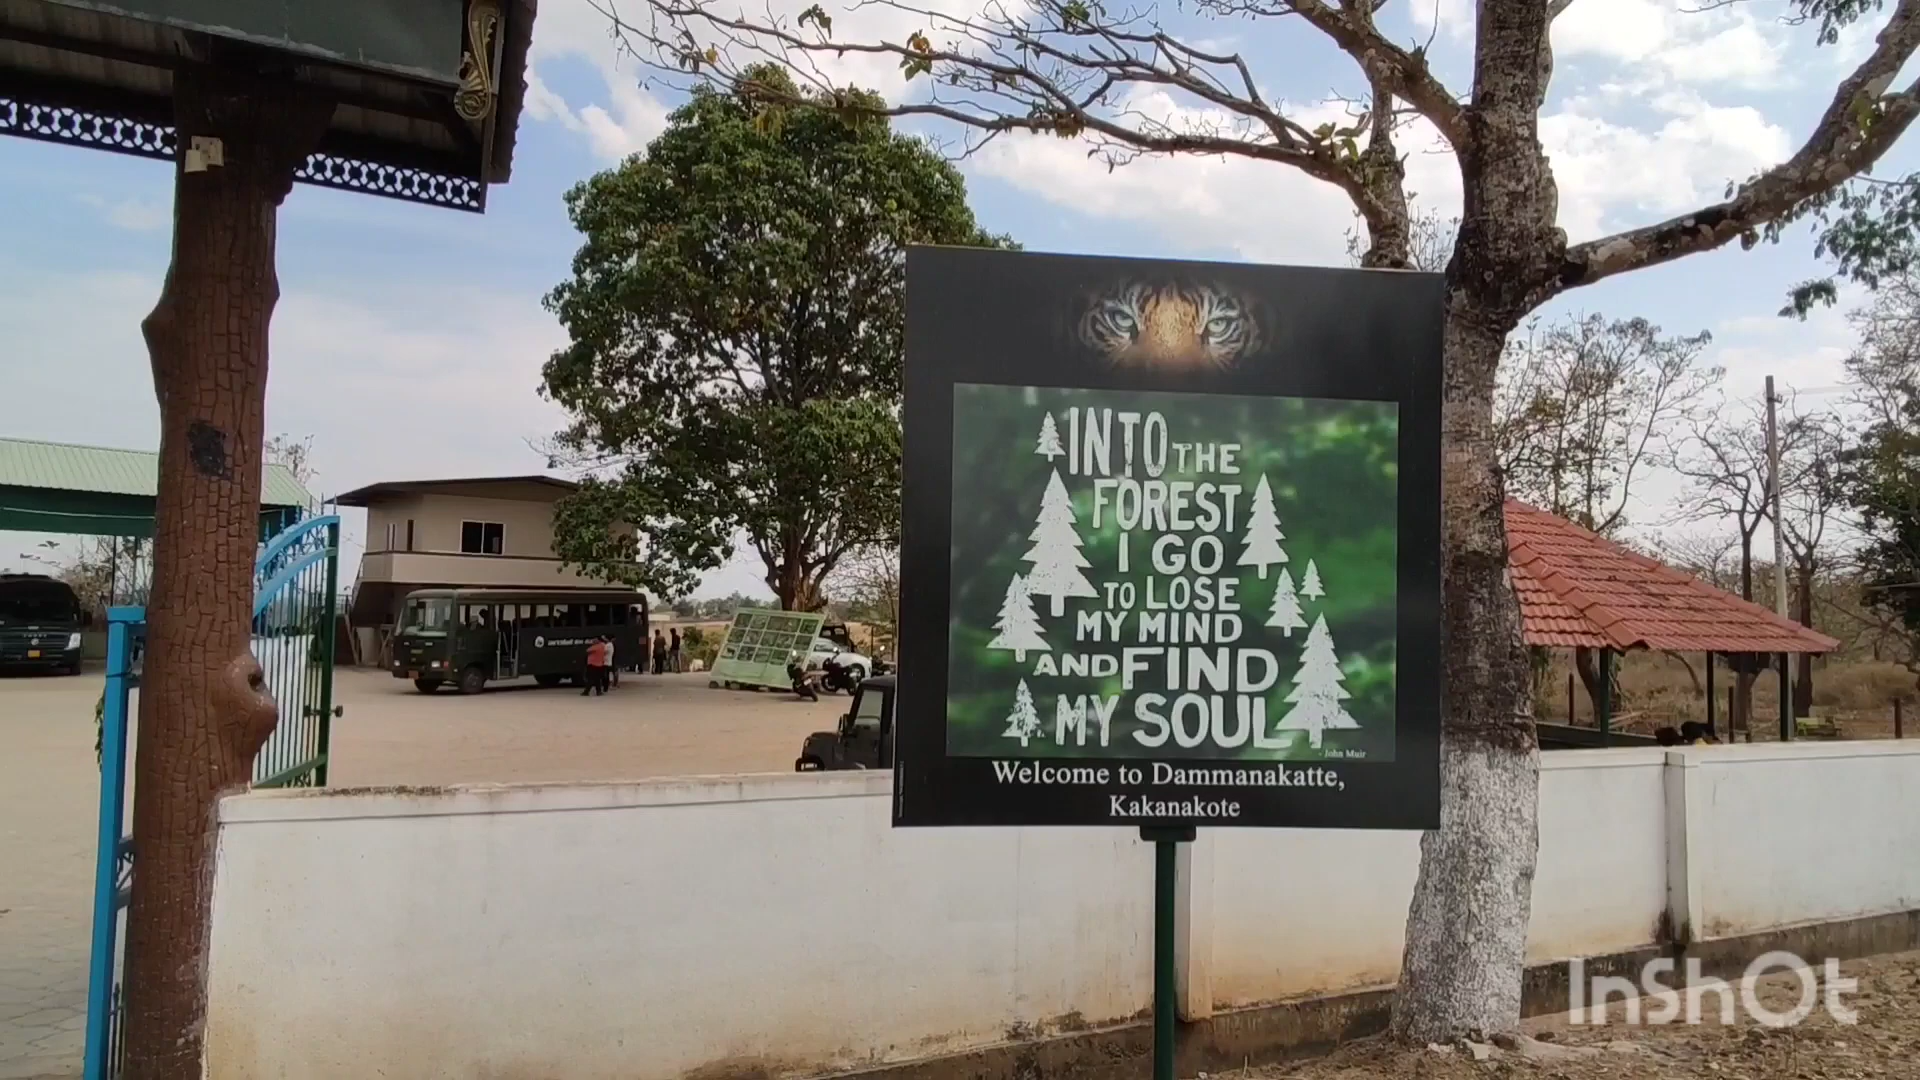 INTO THE
FOREST
I GO
TO LOSE
MY MIND
AND FIND
MY SOUL
- John Muir
Welcome to Dammanakatte,
Kakanakote
InShOt